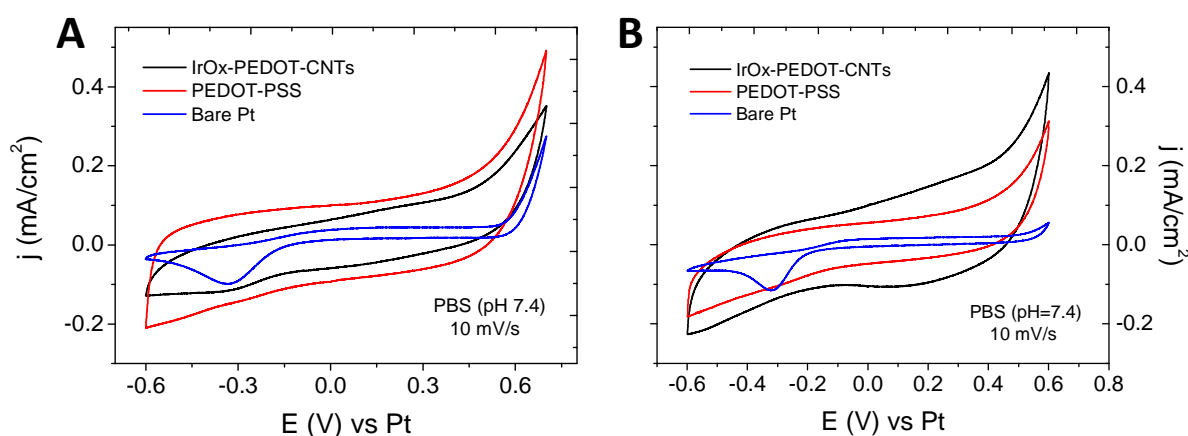 A
IrOx-PEDOT-CNTs
PEDOT-PSS
Bare Pt
0.4
0.2
0.0
-0.2
j (mA/cm²)
PBS (pH 7.4)
10 mV/s
-0.6
-0.3
0.0
0.3
0.6
E (V) vs Pt
B
IrOx-PEDOT-CNTs
PEDOT-PSS
Bare Pt
0.4
0.2
0.0
-0.2
j (mA/cm²)
PBS (pH=7.4)
10 mV/s
-0.6
-0.4
-0.2
0.0
0.2
0.4
0.6
0.8
E (V) vs Pt